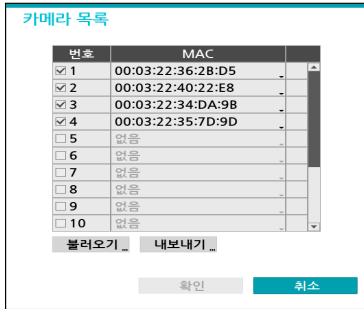 카메라 목록
번호 MAC
1 00:03:22:36:2B:D5
2 00:03:22:40:22:E8
3 00:03:22:34:DA:9B
4 00:03:22:35:7D:9D
5 없음
6 없음
7 없음
8 없음
9 없음
10 없음
불러오기 내보내기
확인 취소